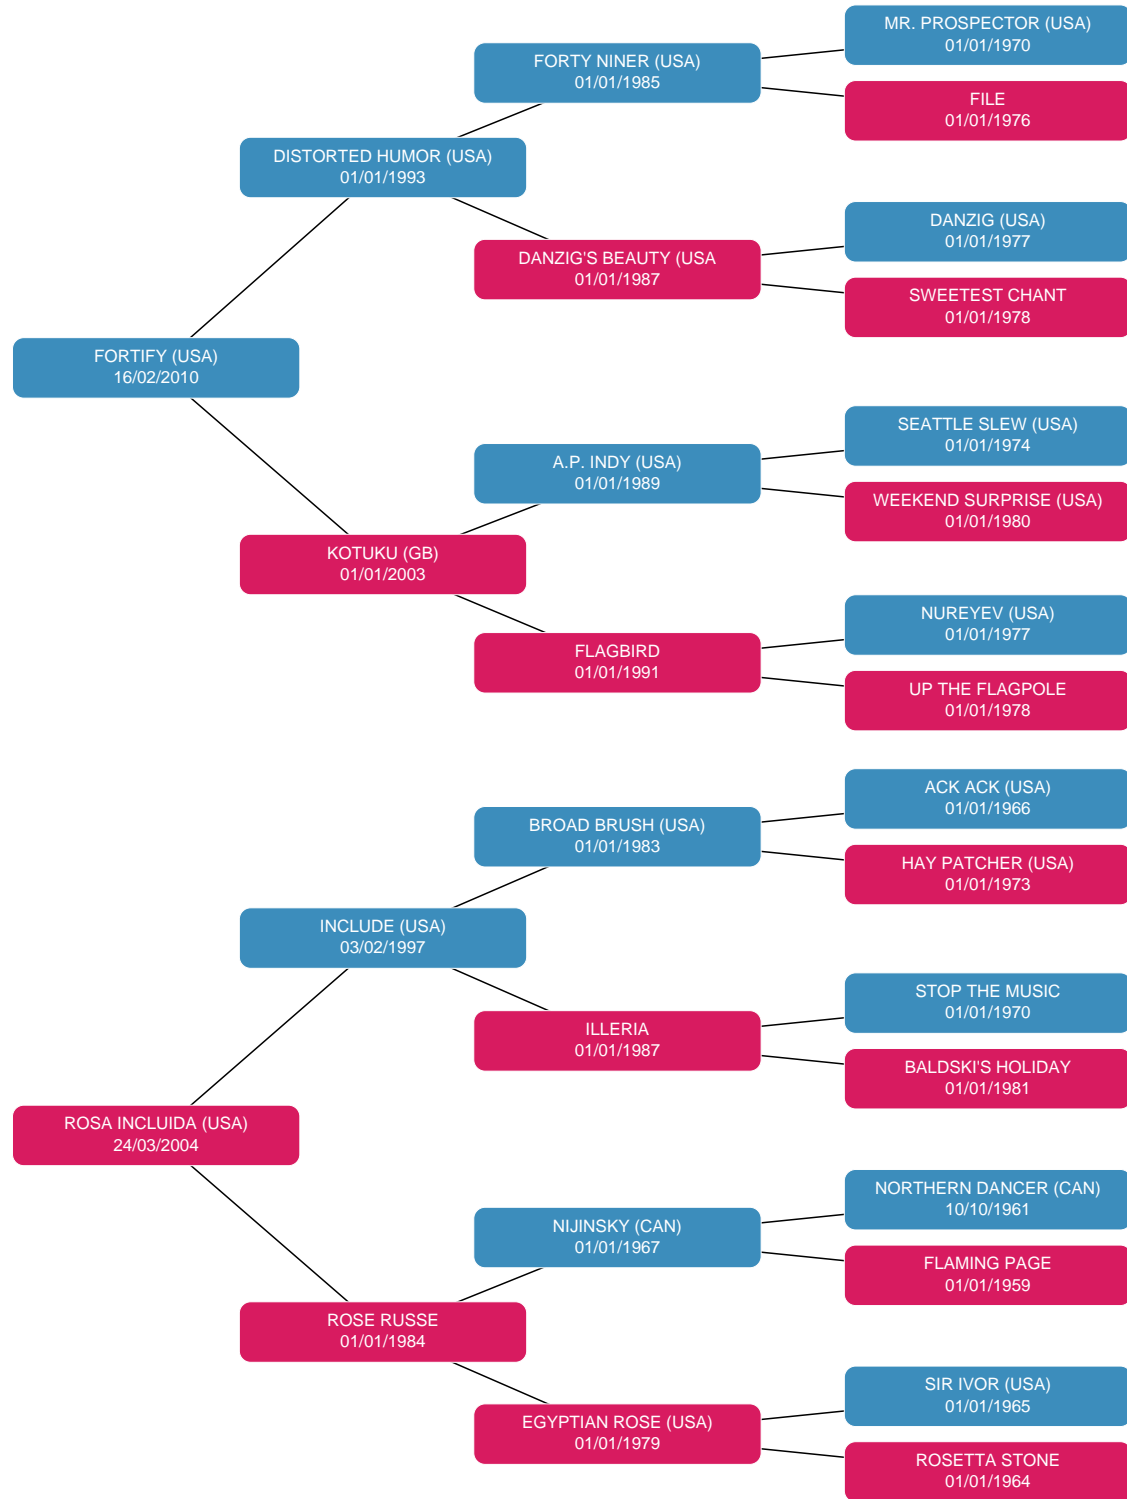 MR. PROSPECTOR (USA)
01/01/1970
FORTY NINER (USA)
01/01/1985
FILE
01/01/1976
DISTORTED HUMOR (USA)
01/01/1993
DANZIG (USA)
01/01/1977
DANZIG'S BEAUTY (USA
01/01/1987
SWEETEST CHANT
01/01/1978
FORTIFY (USA)
16/02/2010
SEATTLE SLEW (USA)
01/01/1974
A.P. INDY (USA)
01/01/1989
WEEKEND SURPRISE (USA)
01/01/1980
KOTUKU (GB)
01/01/2003
NUREYEV (USA)
01/01/1977
FLAGBIRD
01/01/1991
UP THE FLAGPOLE
01/01/1978
ACK ACK (USA)
01/01/1966
BROAD BRUSH (USA)
01/01/1983
HAY PATCHER (USA)
01/01/1973
INCLUDE (USA)
03/02/1997
STOP THE MUSIC
01/01/1970
ILLERIA
01/01/1987
BALDSKI'S HOLIDAY
01/01/1981
ROSA INCLUIDA (USA)
24/03/2004
NORTHERN DANCER (CAN)
10/10/1961
NIJINSKY (CAN)
01/01/1967
FLAMING PAGE
01/01/1959
ROSE RUSSE
01/01/1984
SIR IVOR (USA)
01/01/1965
EGYPTIAN ROSE (USA)
01/01/1979
ROSETTA STONE
01/01/1964